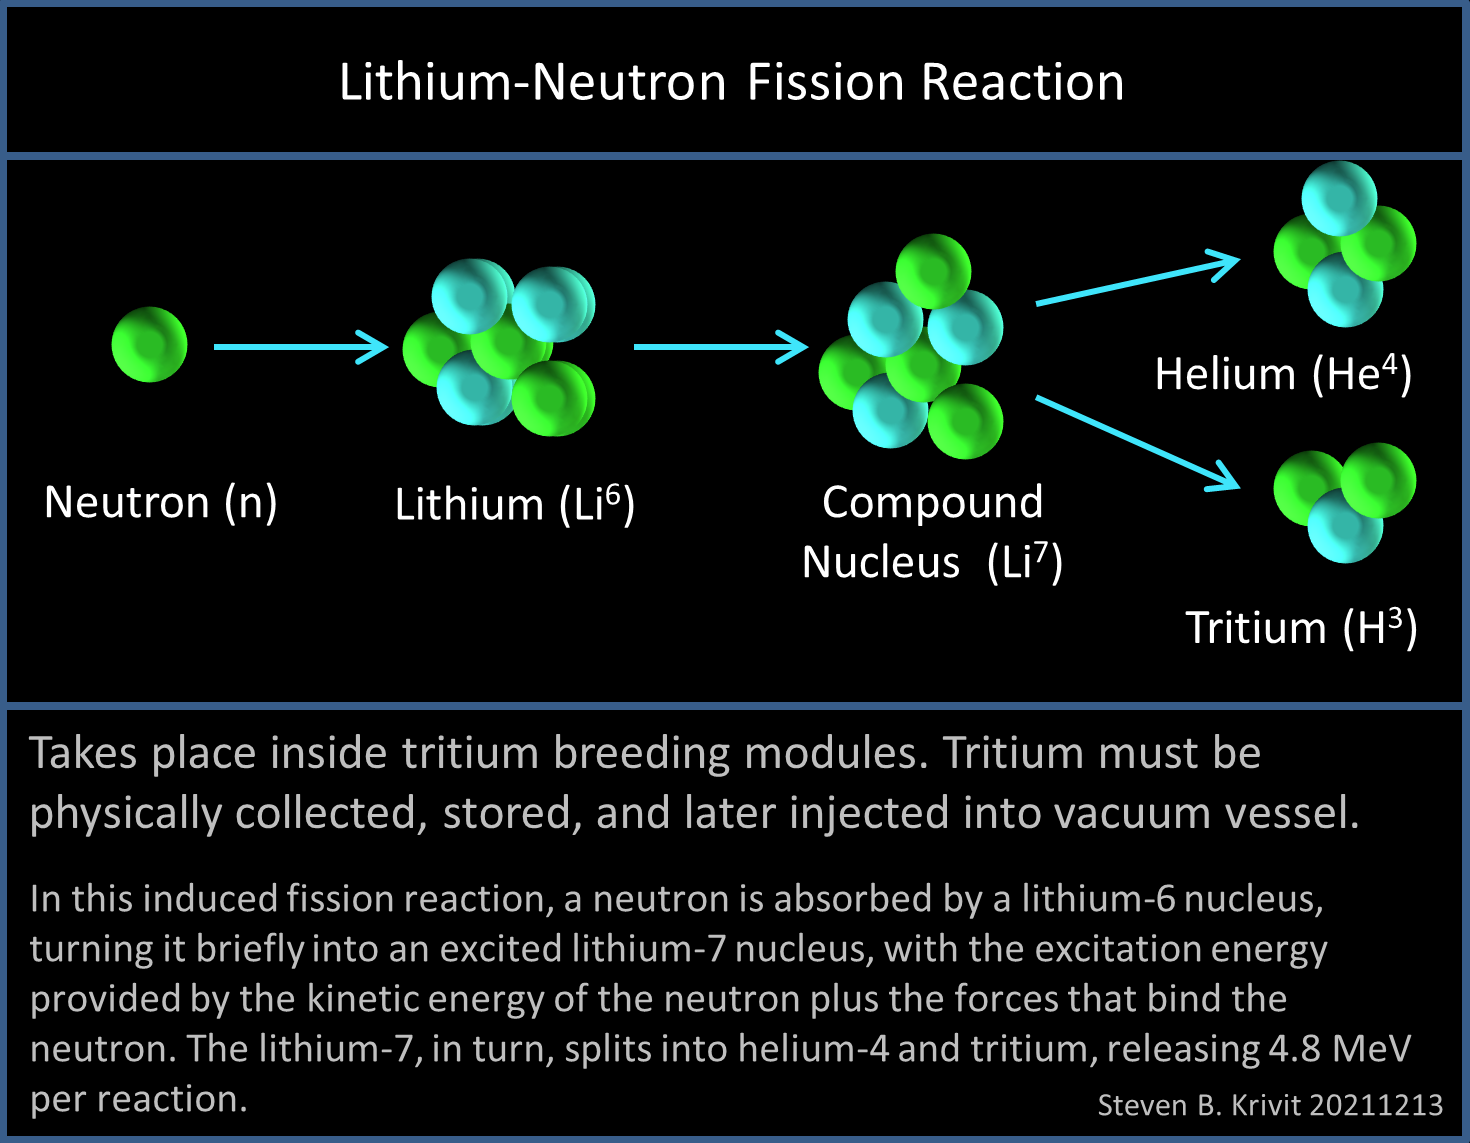 Lithium-Neutron Fission Reaction
Neutron (n)
Lithium (Li⁶)
Compound
Nucleus (Li⁷)
Helium (He⁴)
Tritium (H³)
Takes place inside tritium breeding modules. Tritium must be
physically collected, stored, and later injected into vacuum vessel.
In this induced fission reaction, a neutron is absorbed by a lithium-6 nucleus,
turning it briefly into an excited lithium-7 nucleus, with the excitation energy
provided by the kinetic energy of the neutron plus the forces that bind the
neutron. The lithium-7, in turn, splits into helium-4 and tritium, releasing 4.8 MeV
per reaction.
Steven B. Krivit 20211213